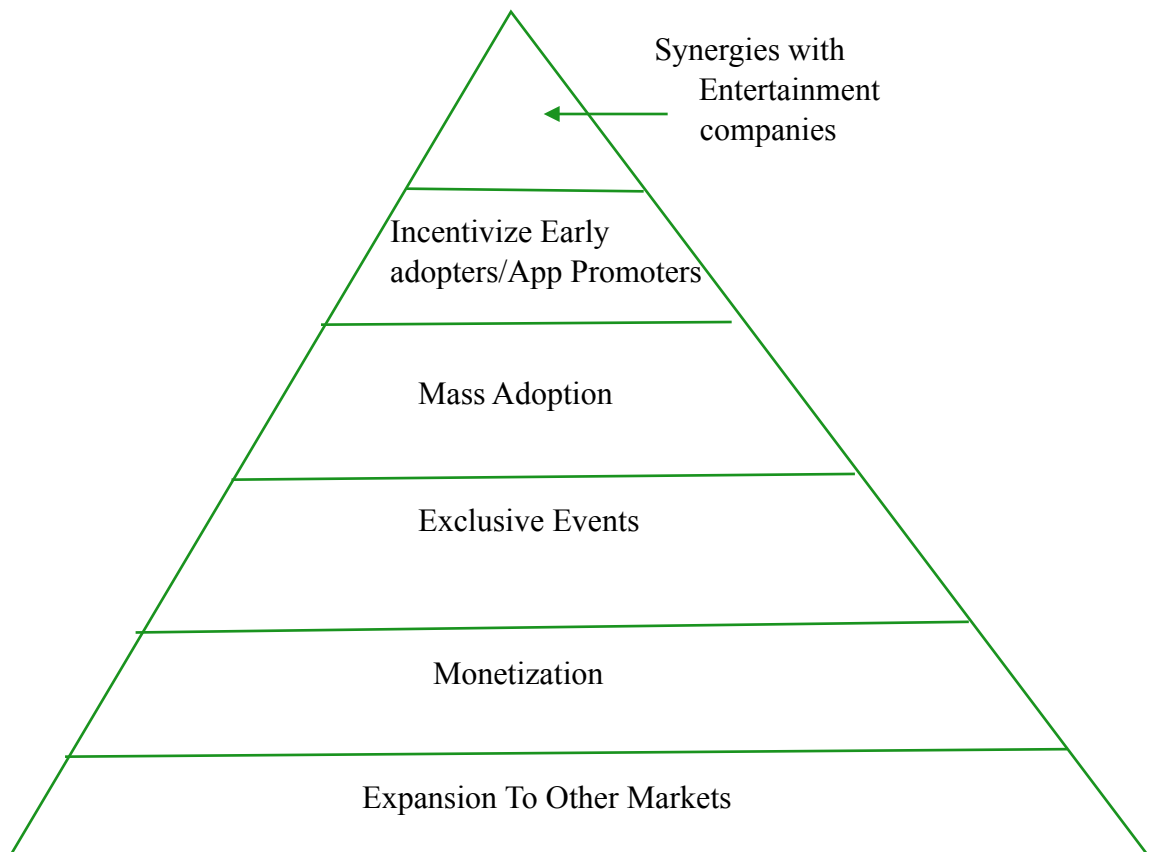 Synergies with
Entertainment
companies
Incentivize Early
adopters/App Promoters
Mass Adoption
Exclusive Events
Monetization
Expansion To Other Markets